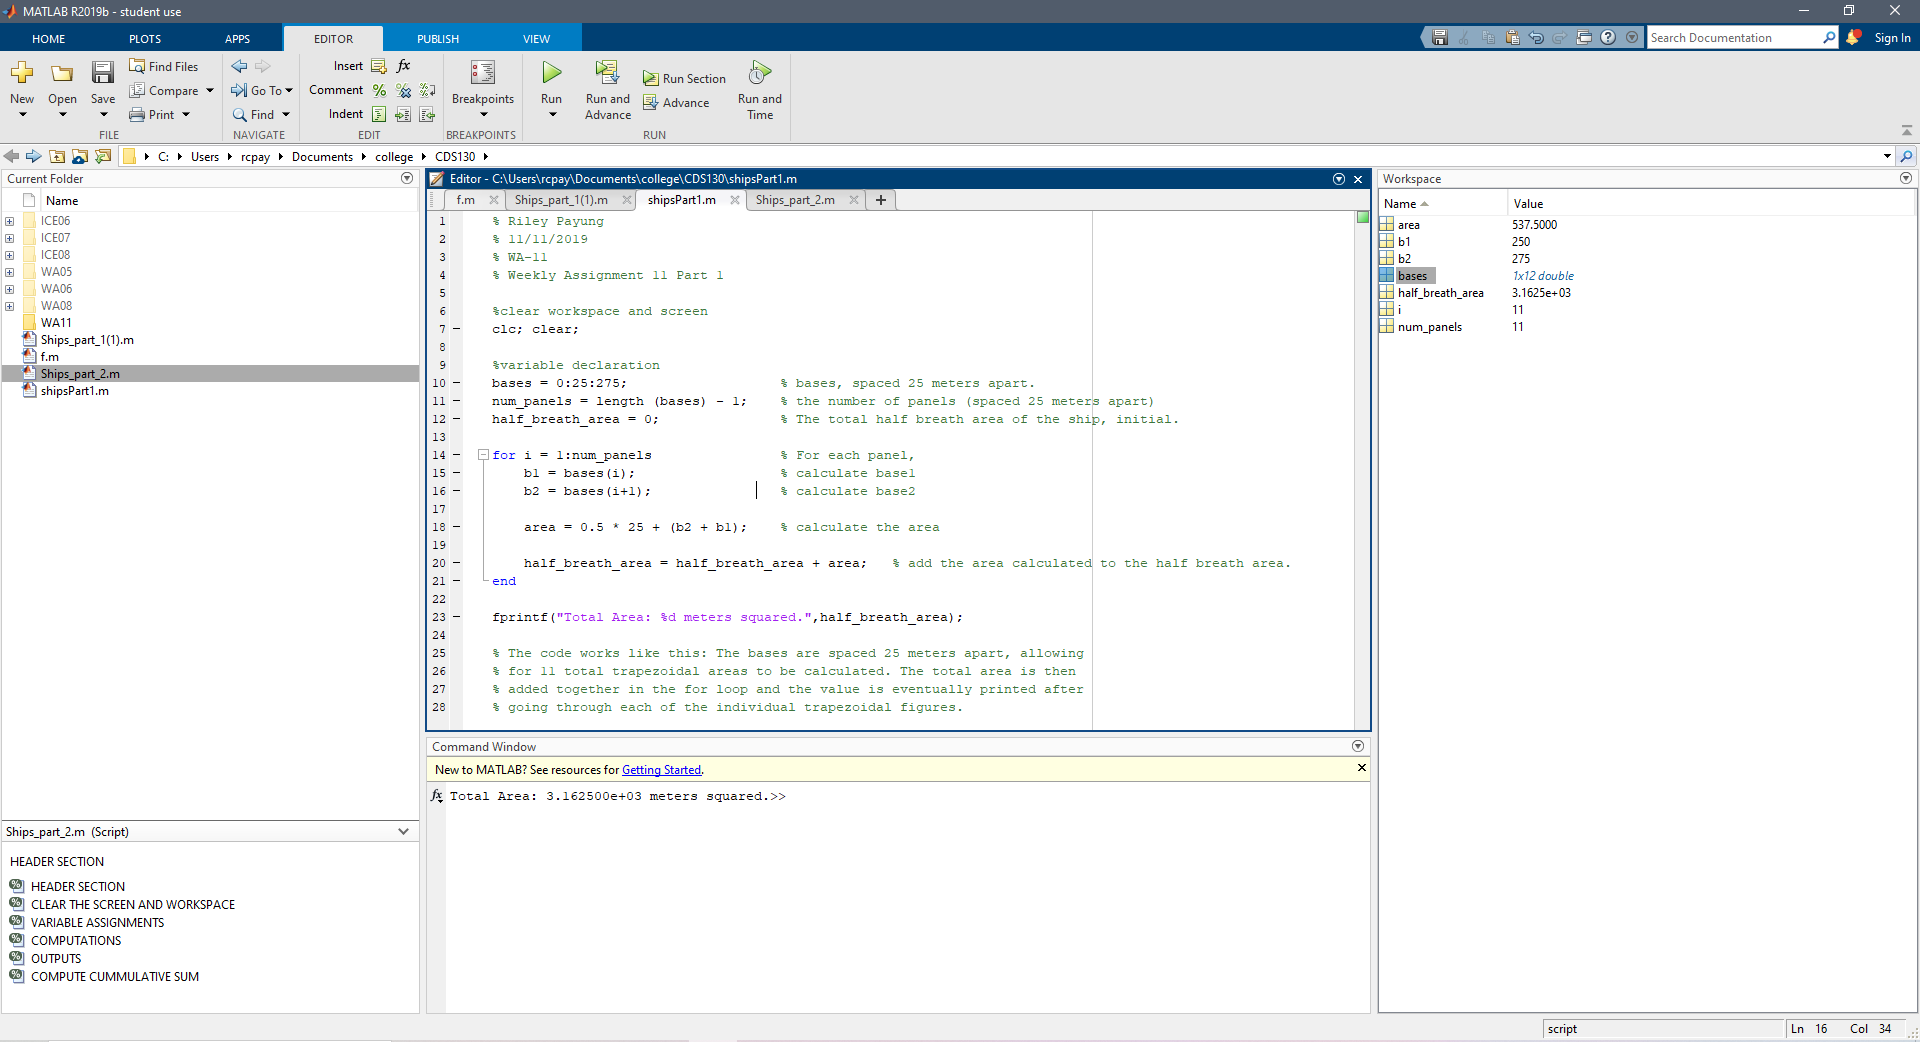 MATLAB R2019b - student use
HOME PLOTS APPS EDITOR PUBLISH VIEW
Search Documentation
Sign In
New
Open
Save
Find Files
Compare
Print
FILE
Go To
Find
NAVIGATE
Insert fx
Comment
Indent
EDIT
Breakpoints
BREAKPOINTS
Run
Run and Advance
Run Section
Advance
Run and Time
RUN
C: Users rcpay Documents college CDS130
Current Folder
Name
ICE06
ICE07
ICE08
WA05
WA06
WA08
WA11
Ships_part_1(1).m
f.m
Ships_part_2.m
shipsPart1.m
Ships_part_2.m (Script)
HEADER SECTION
HEADER SECTION
CLEAR THE SCREEN AND WORKSPACE
VARIABLE ASSIGNMENTS
COMPUTATIONS
OUTPUTS
COMPUTE CUMMULATIVE SUM
Editor - C:\Users\rcpay\Documents\college\CDS130\shipsPart1.m
f.m Ships_part_1(1).m shipsPart1.m Ships_part_2.m
1 % Riley Payung
2 % 11/11/2019
3 % WA-11
4 % Weekly Assignment 11 Part 1
5
6 %clear workspace and screen
7 clc; clear;
8
9 %variable declaration
10 bases = 0:25:275; % bases, spaced 25 meters apart.
11 num_panels = length (bases) - 1; % the number of panels (spaced 25 meters apart)
12 half_breath_area = 0; % The total half breath area of the ship, initial.
13
14 for i = 1:num_panels % For each panel,
15 b1 = bases(i); % calculate base1
16 b2 = bases(i+1); % calculate base2
17
18 area = 0.5 * 25 + (b2 + b1); % calculate the area
19
20 half_breath_area = half_breath_area + area; % add the area calculated to the half breath area.
21 end
22
23 fprintf("Total Area: %d meters squared.",half_breath_area);
24
25 % The code works like this: The bases are spaced 25 meters apart, allowing
26 % for 11 total trapezoidal areas to be calculated. The total area is then
27 % added together in the for loop and the value is eventually printed after
28 % going through each of the individual trapezoidal figures.
Command Window
New to MATLAB? See resources for Getting Started.
fx Total Area: 3.162500e+03 meters squared.>>
Workspace
Name Value
area 537.5000
b1 250
b2 275
bases 1x12 double
half_breath_area 3.1625e+03
i 11
num_panels 11
script
Ln 16 Col 34